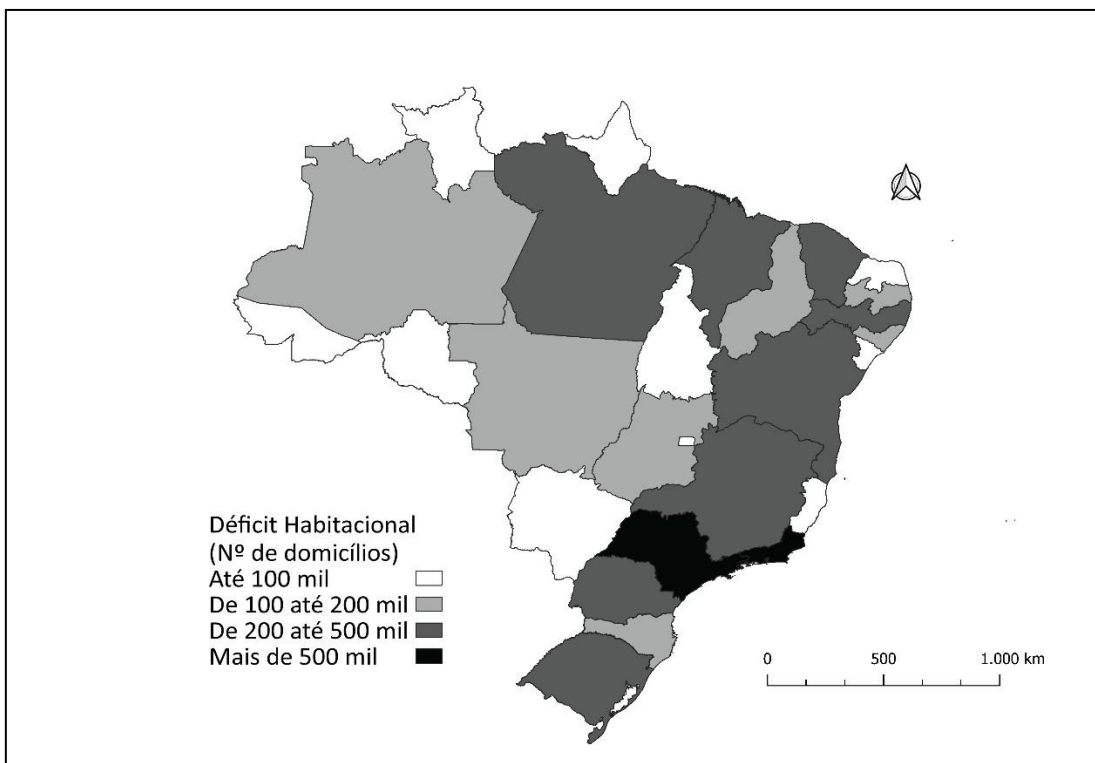 Déficit Habitacional
(Nº de domicílios)
Até 100 mil
De 100 até 200 mil
De 200 até 500 mil
Mais de 500 mil
0 500 1.000 km